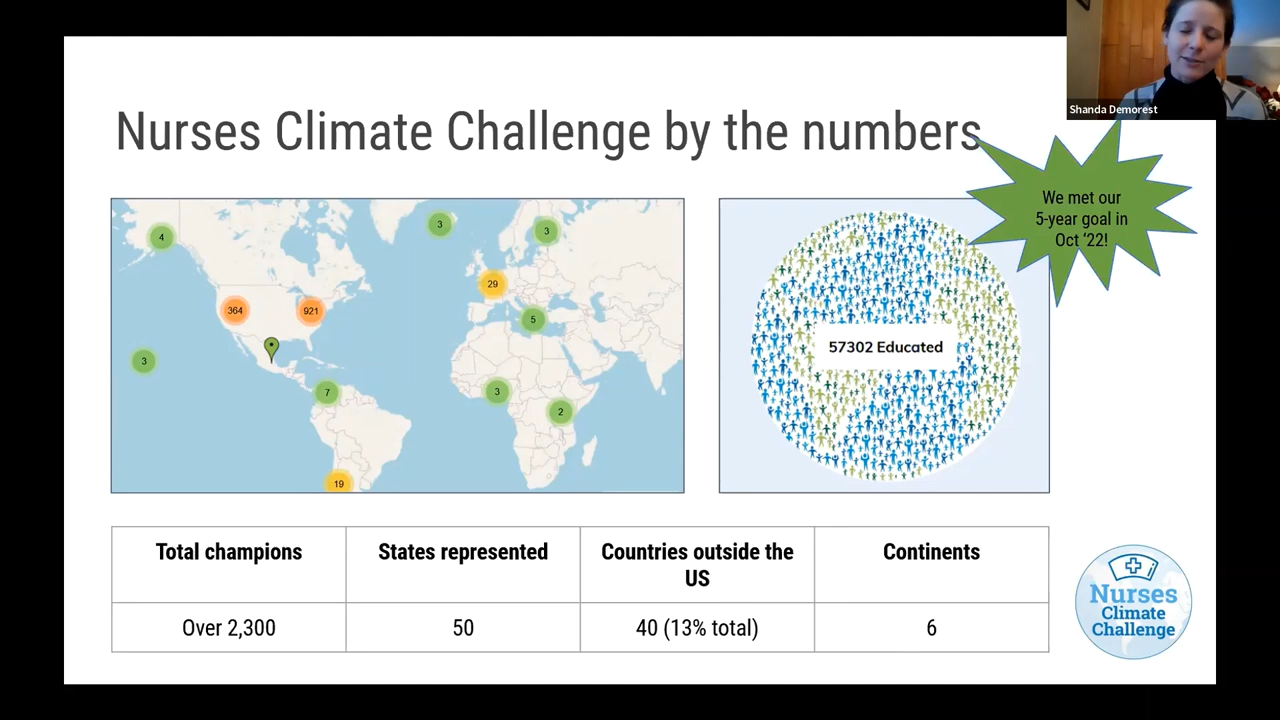 Shanda Demorest
Nurses Climate Challenge by the numbers
We met our
5-year goal in
Oct ‘22!
4
3
3
29
364
921
5
3
7
3
2
19
57302 Educated
Total champions
States represented
Countries outside the
US
Continents
Over 2,300
50
40 (13% total)
6
Nurses
Climate
Challenge